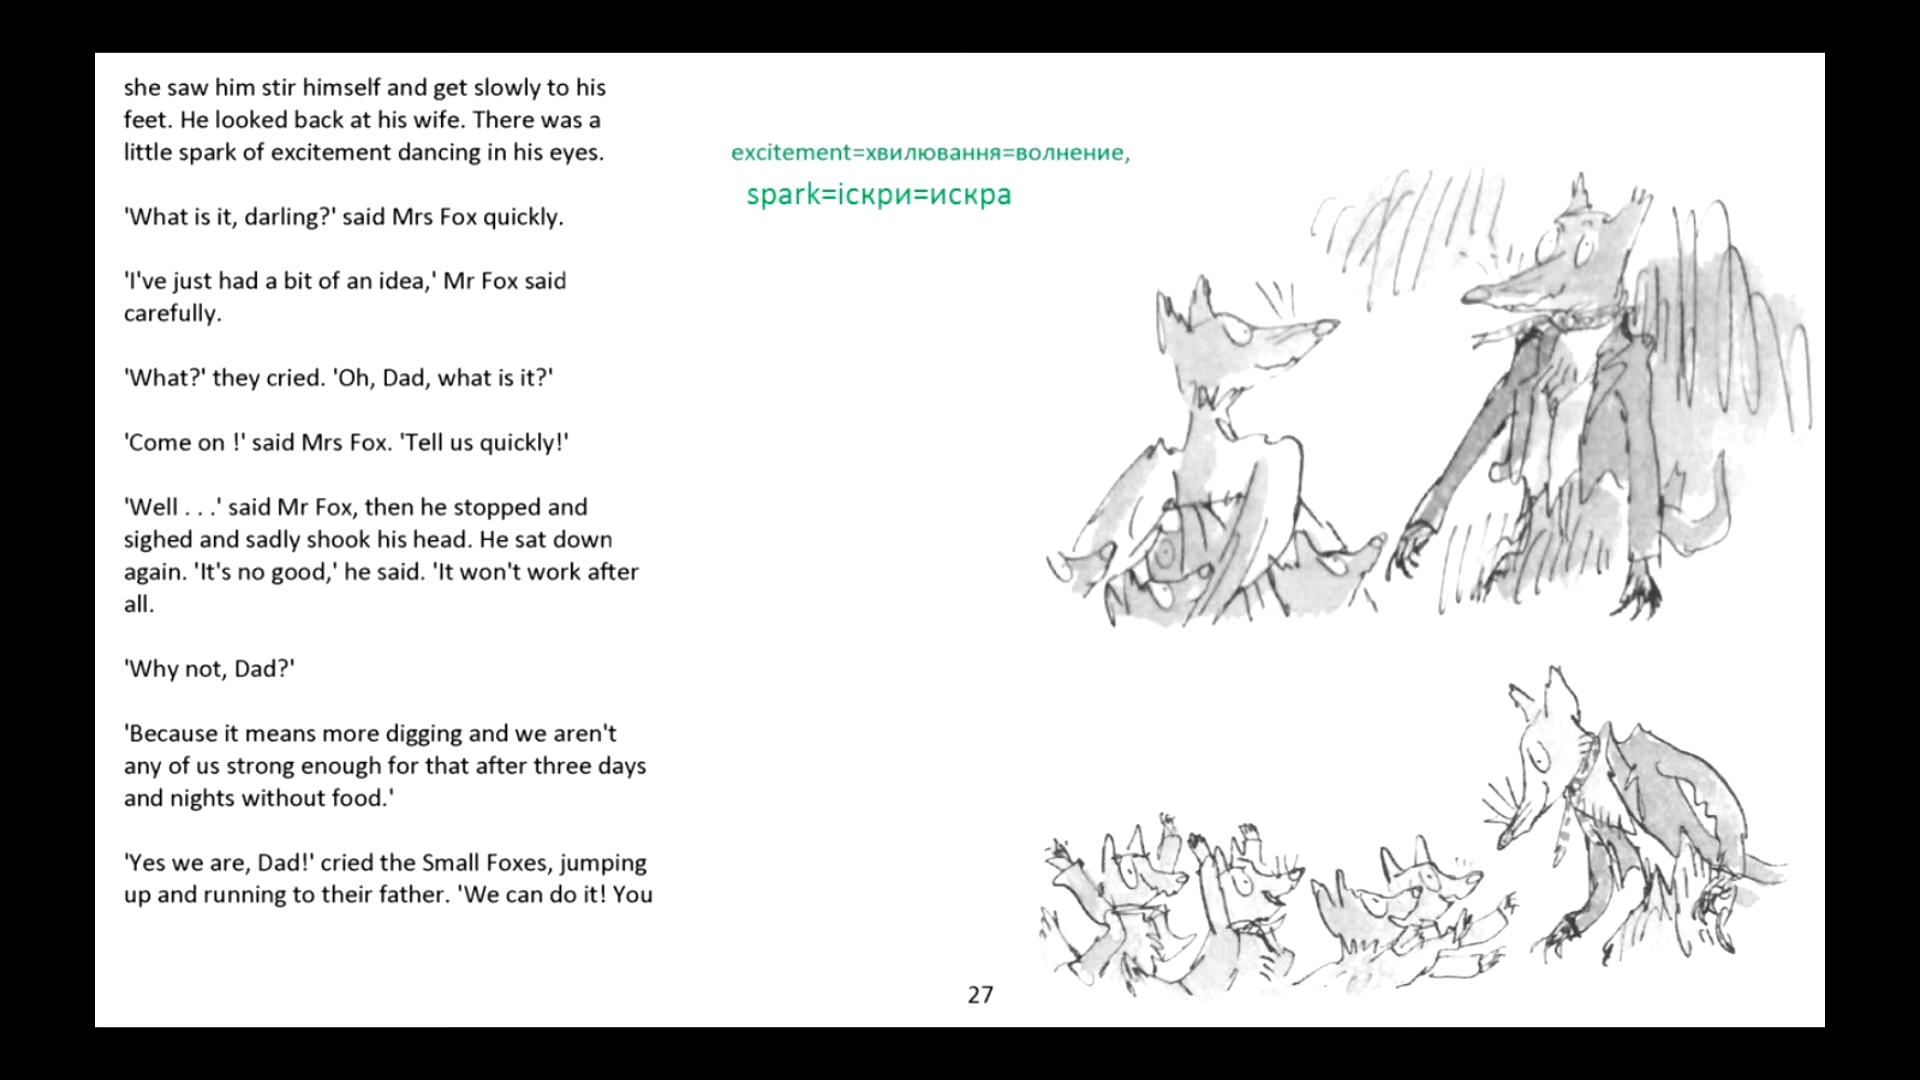 she saw him stir himself and get slowly to his
feet. He looked back at his wife. There was a
little spark of excitement dancing in his eyes.
'What is it, darling?' said Mrs Fox quickly.
'I've just had a bit of an idea,' Mr Fox said
carefully.
'What?' they cried. 'Oh, Dad, what is it?'
'Come on !' said Mrs Fox. 'Tell us quickly!'
'Well . . .' said Mr Fox, then he stopped and
sighed and sadly shook his head. He sat down
again. 'It's no good,' he said. 'It won't work after
all.
'Why not, Dad?'
'Because it means more digging and we aren't
any of us strong enough for that after three days
and nights without food.'
'Yes we are, Dad!' cried the Small Foxes, jumping
up and running to their father. 'We can do it! You
excitement=хвилювання=волнение,
spark=іскри=искра
27